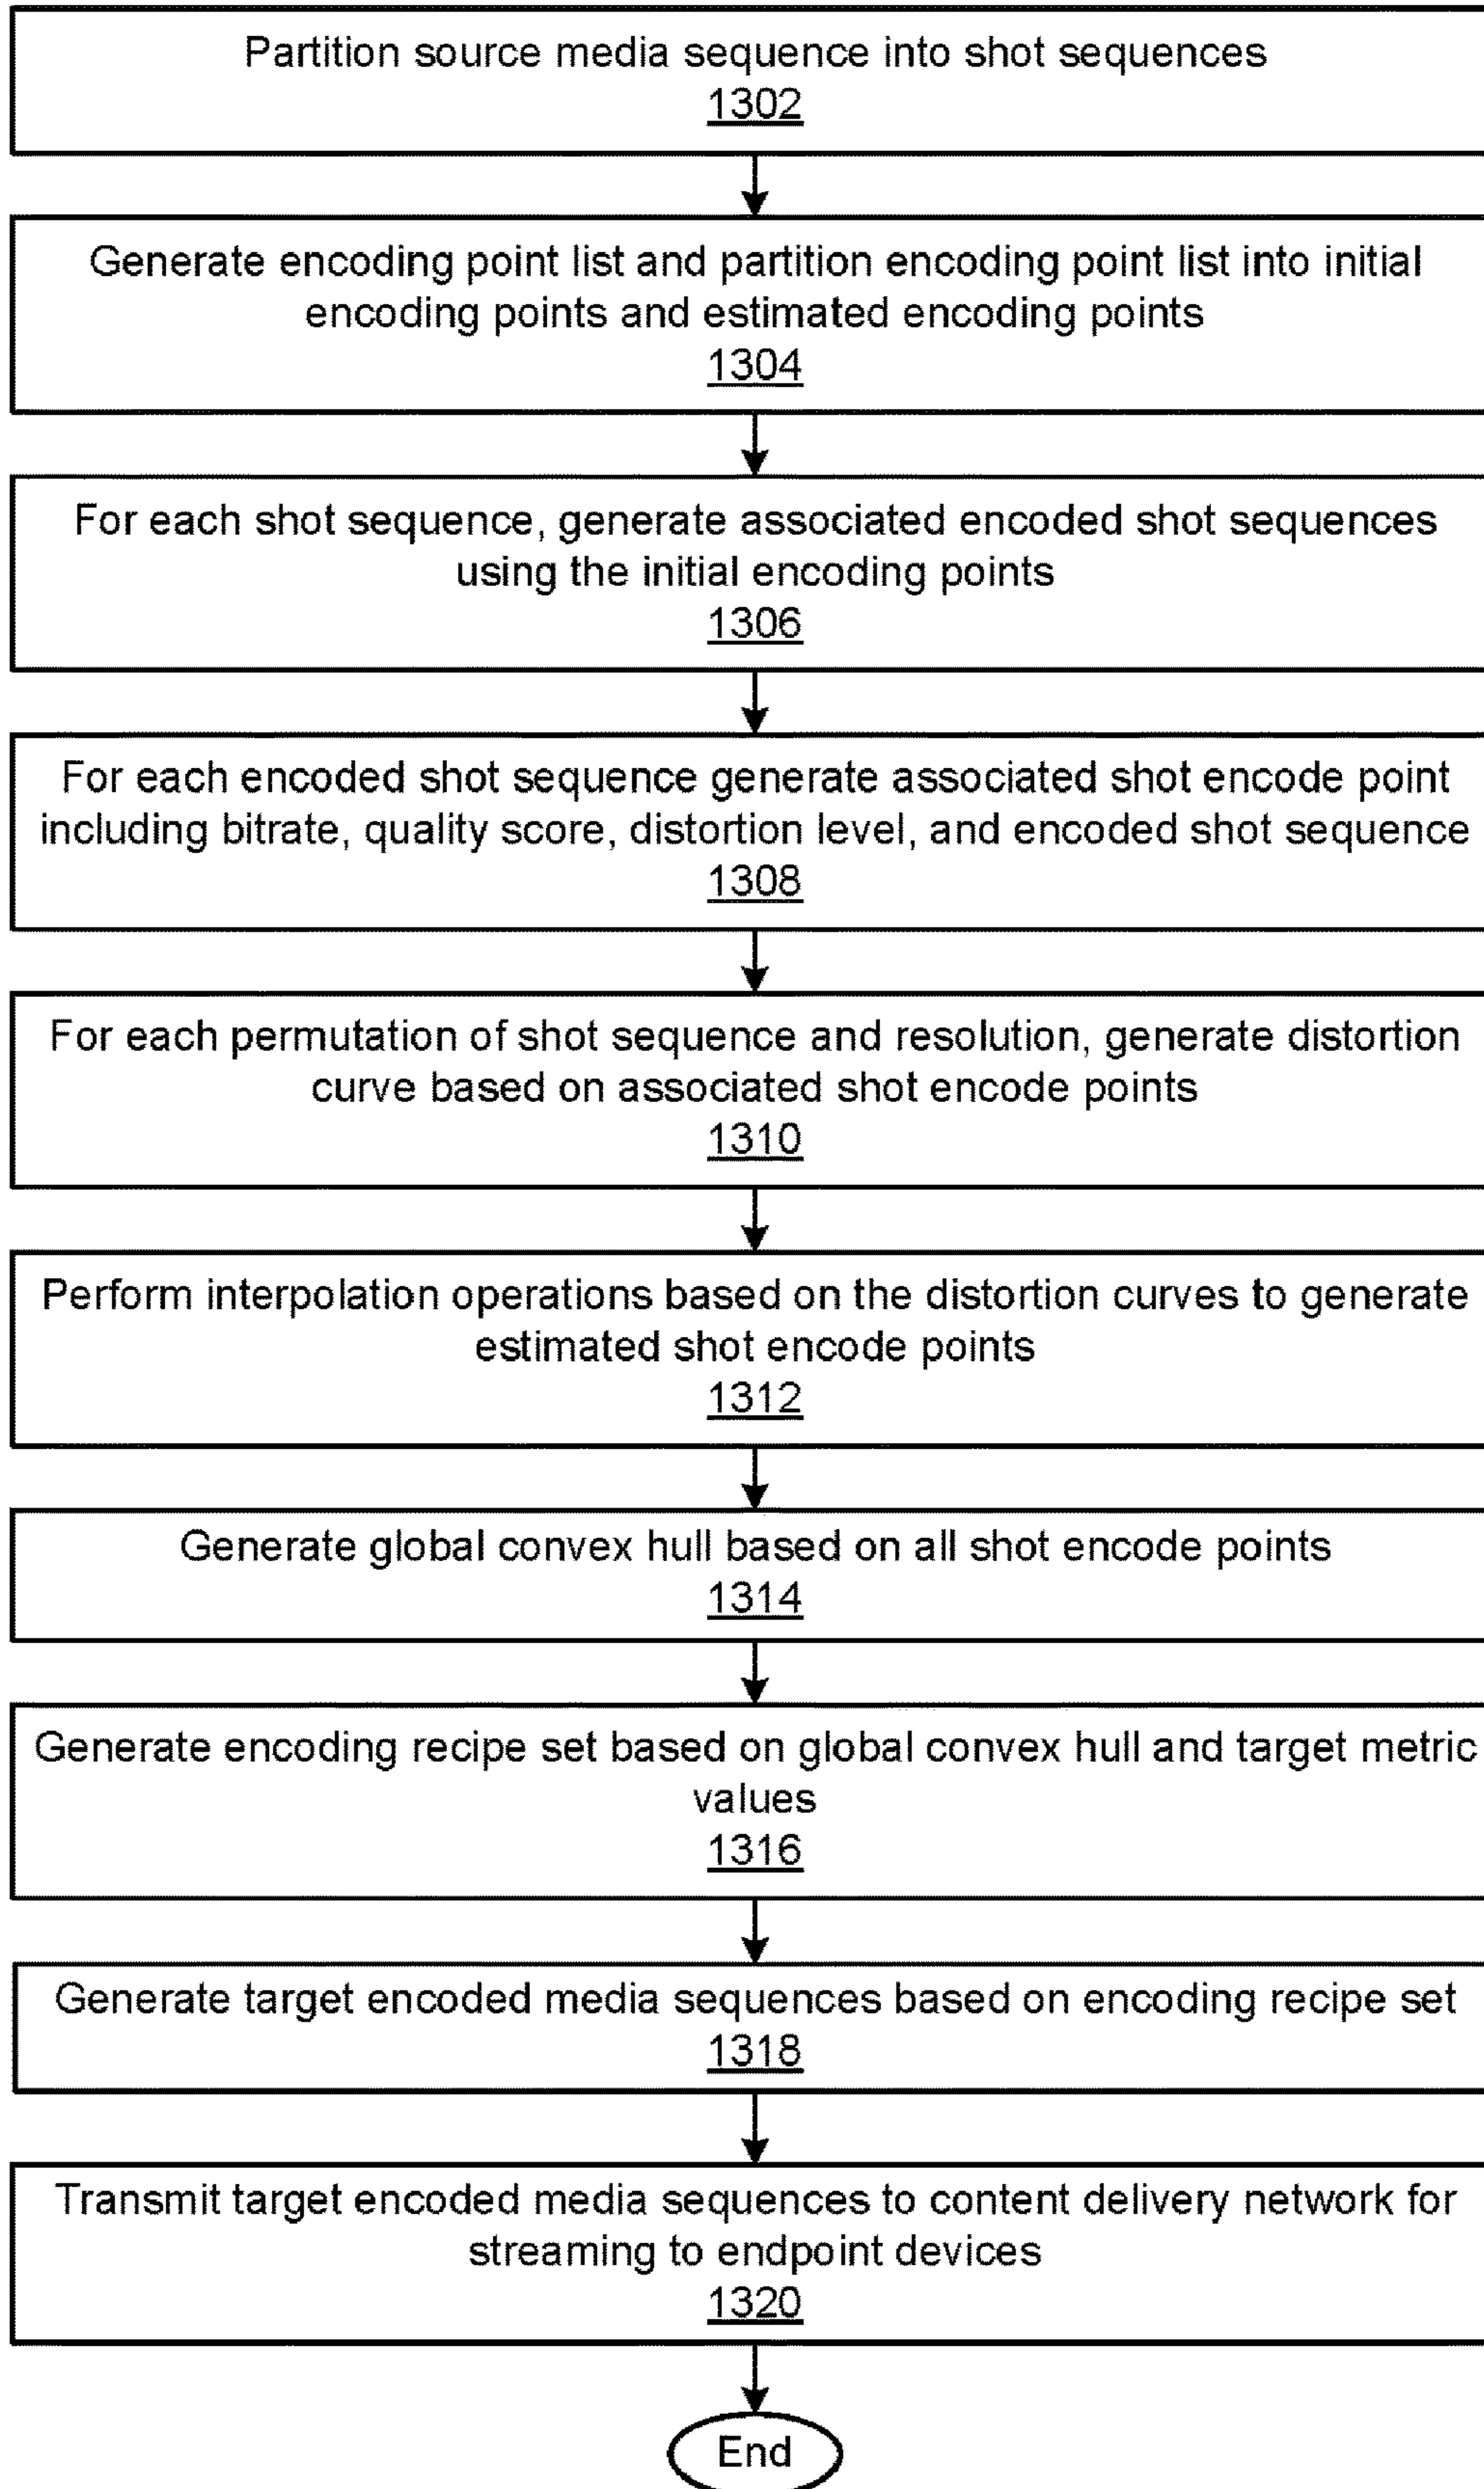 Partition source media sequence into shot sequences
1302
Generate encoding point list and partition encoding point list into initial
encoding points and estimated encoding points
1304
For each shot sequence, generate associated encoded shot sequences
using the initial encoding points
1306
For each encoded shot sequence generate associated shot encode point
including bitrate, quality score, distortion level, and encoded shot sequence
1308
For each permutation of shot sequence and resolution, generate distortion
curve based on associated shot encode points
1310
Perform interpolation operations based on the distortion curves to generate
estimated shot encode points
1312
Generate global convex hull based on all shot encode points
1314
Generate encoding recipe set based on global convex hull and target metric
values
1316
Generate target encoded media sequences based on encoding recipe set
1318
Transmit target encoded media sequences to content delivery network for
streaming to endpoint devices
1320
End